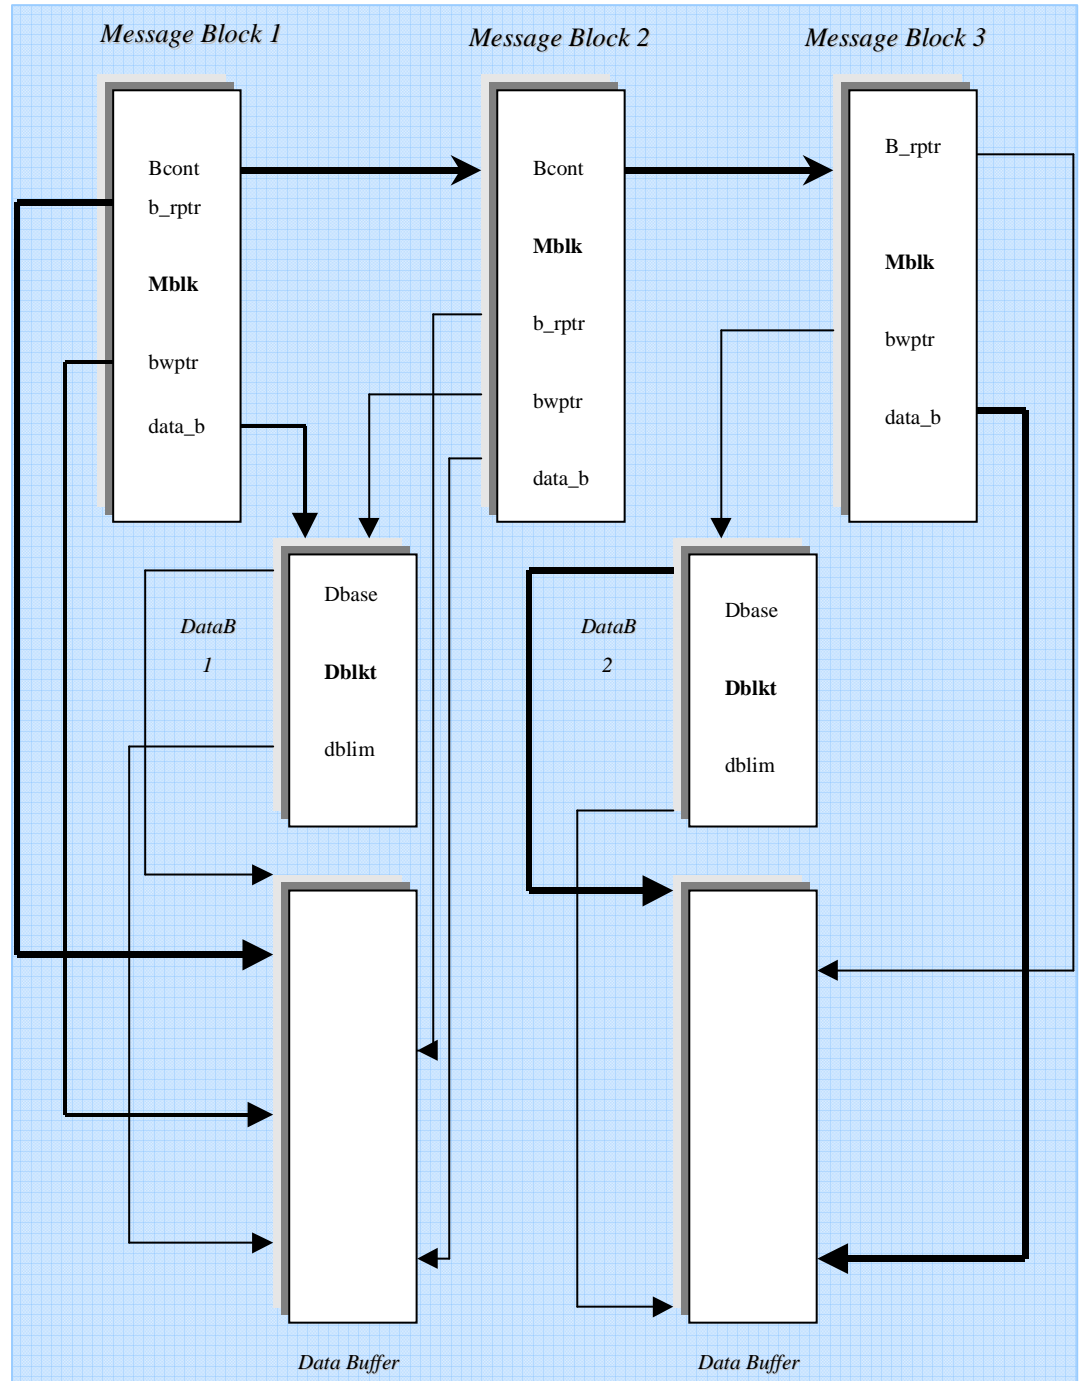 Message Block 1
Message Block 2
Message Block 3
Bcont
b_rptr
Mblk
bwptr
data_b
Bcont
Mblk
b_rptr
bwptr
data_b
B_rptr
Mblk
bwptr
data_b
DataB
1
Dbase
Dblkt
dblim
DataB
2
Dbase
Dblkt
dblim
Data Buffer
Data Buffer